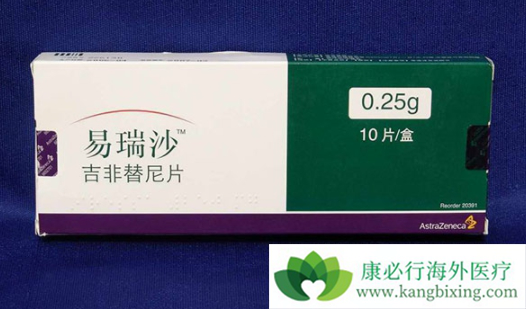 易瑞沙™
吉非替尼片
0.25g
10片/盒
Reorder 20391
AstraZeneca
康必行海外医疗
www.kangbixing.com